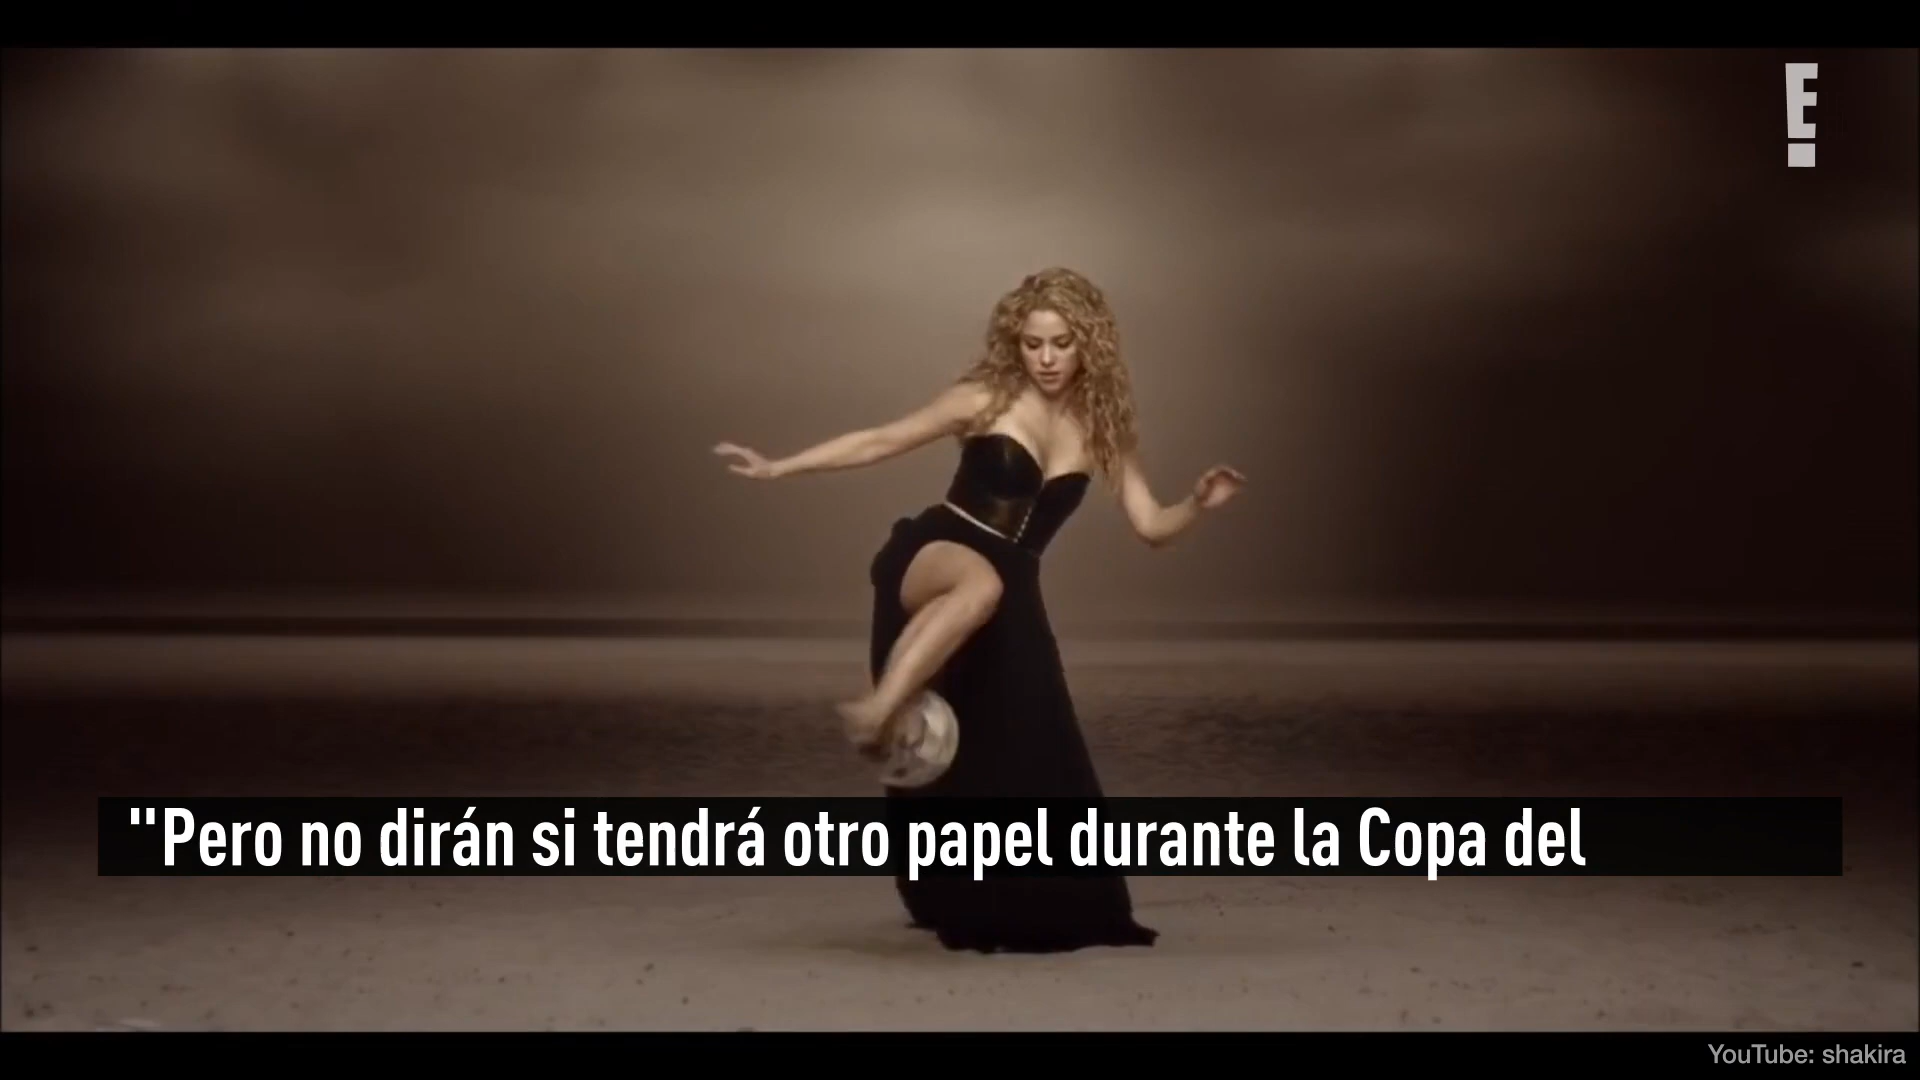 E!
"Pero no dirán si tendrá otro papel durante la Copa del
YouTube: shakira